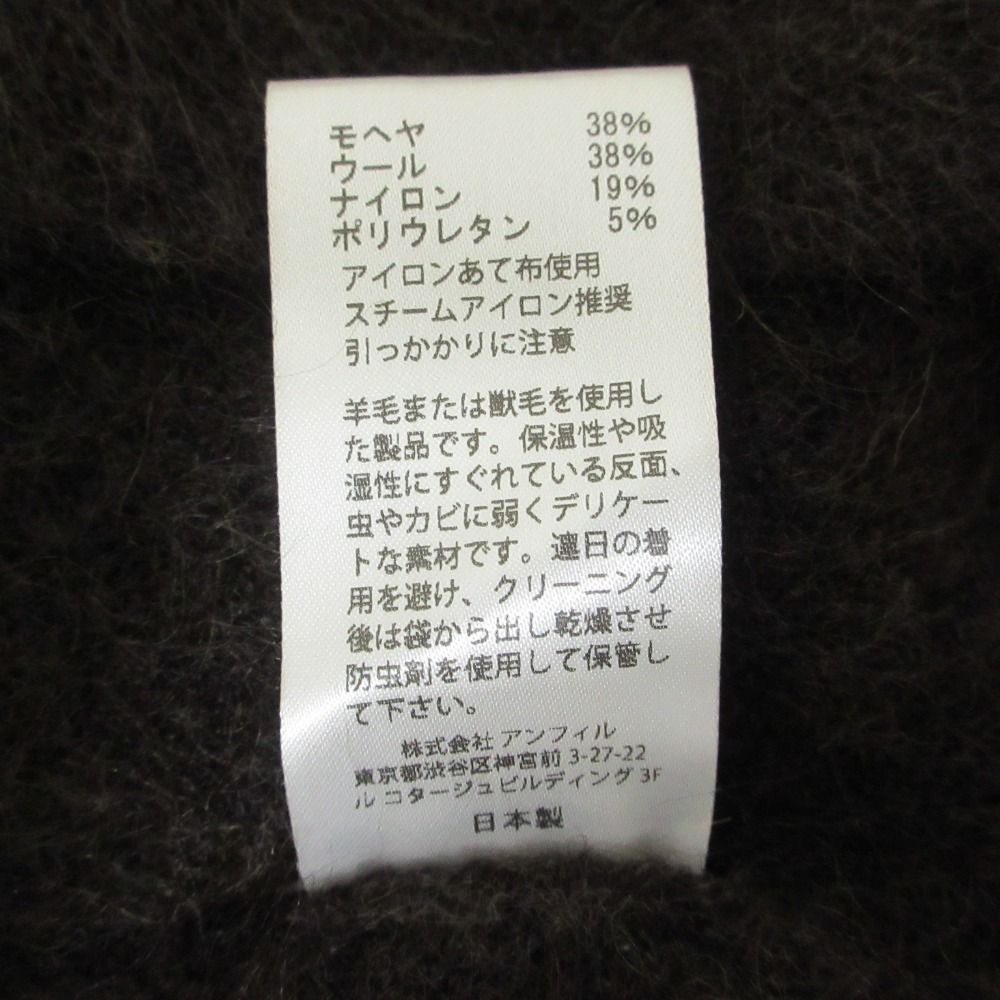 モヘヤ 38%
ウール 38%
ナイロン 19%
ポリウレタン 5%
アイロンあて布使用
スチームアイロン推奨
引っかかりに注意
羊毛または獣毛を使用し
た製品です。保温性や吸
湿性にすぐれている反面、
虫やカビに弱くデリケー
トな素材です。連日の着
用を避け、クリーニング
後は袋から出し乾燥させ
防虫剤を使用して保管し
て下さい。
株式会社 アンフィル
東京都渋谷区神宮前 3-27-22
ル コタージュビルディング 3F
日本製